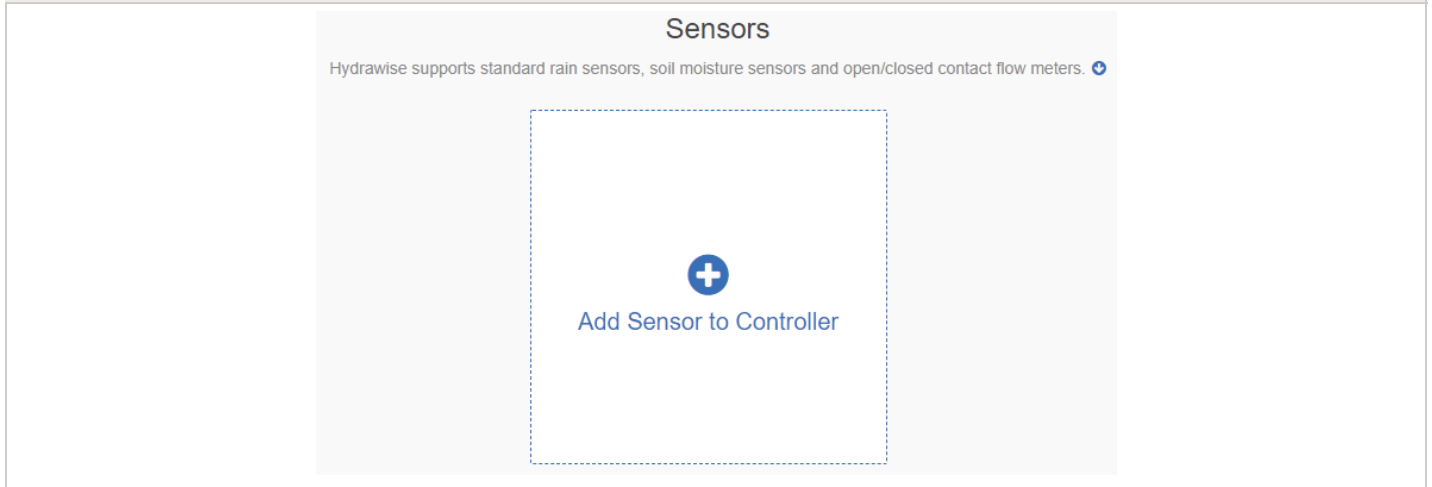 Sensors
Hydrawise supports standard rain sensors, soil moisture sensors and open/closed contact flow meters.
Add Sensor to Controller